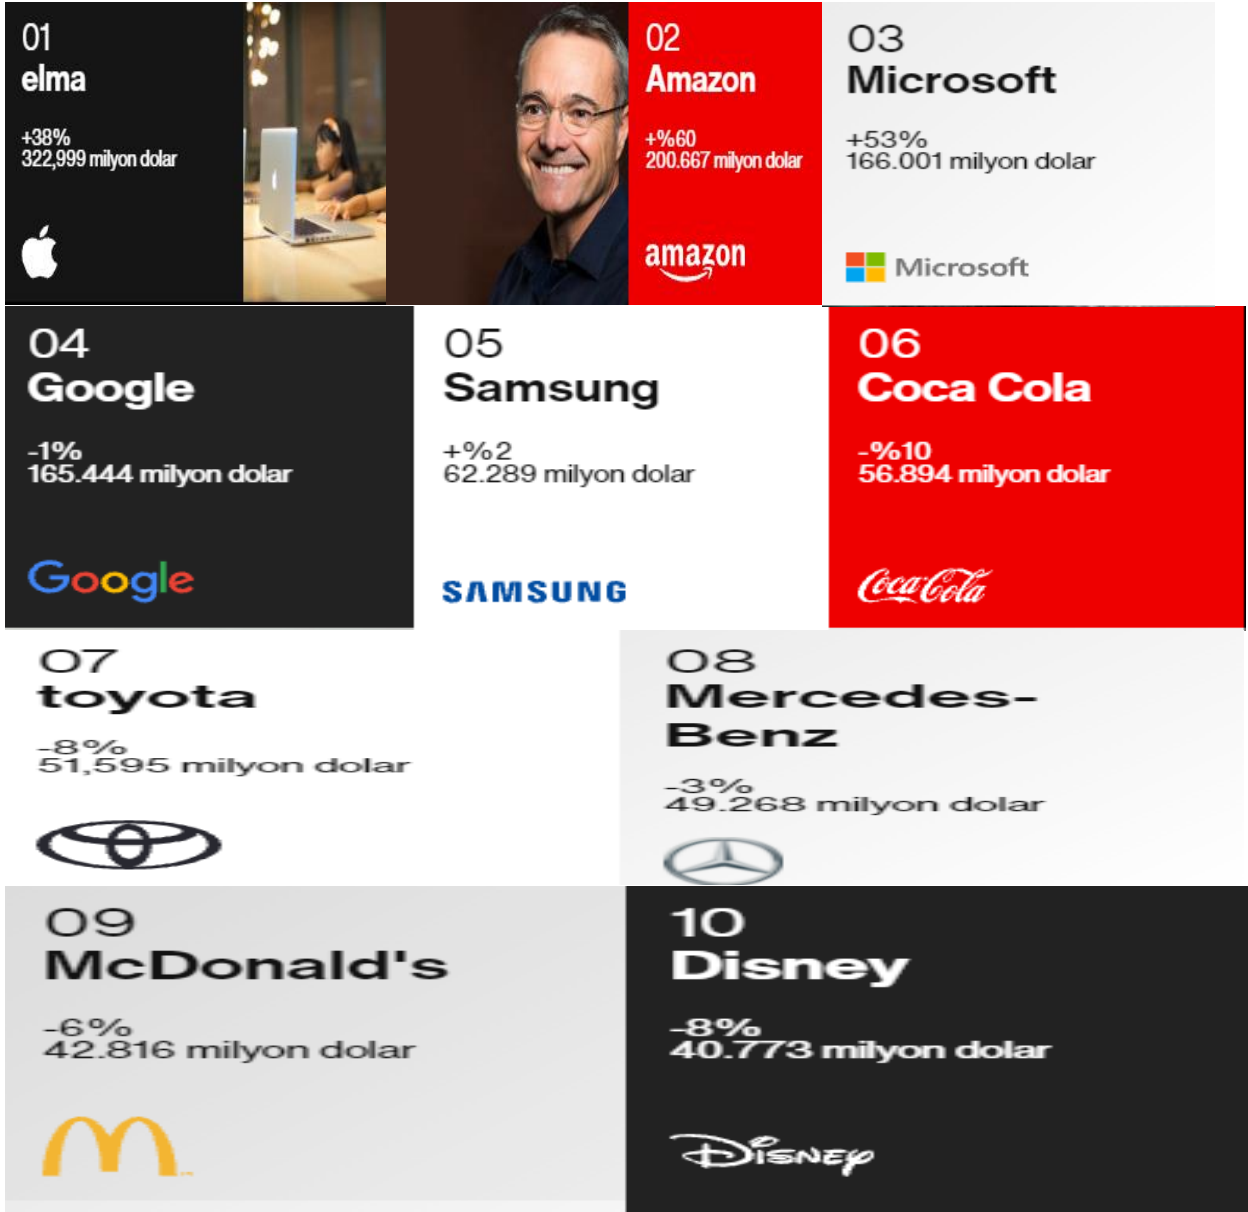 01
elma
+38%
322,999 milyon dolar
02
Amazon
+%60
200.667 milyon dolar
amazon
03
Microsoft
+53%
166.001 milyon dolar
Microsoft
04
Google
-1%
165.444 milyon dolar
Google
05
Samsung
+%2
62.289 milyon dolar
SAMSUNG
06
Coca Cola
-%10
56.894 milyon dolar
Coca-Cola
07
toyota
-8%
51,595 milyon dolar
08
Mercedes-
Benz
-3%
49.268 milyon dolar
09
McDonald's
-6%
42.816 milyon dolar
10
Disney
-8%
40.773 milyon dolar
Disney